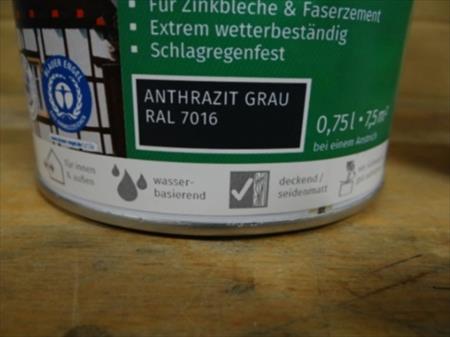 • Für Zinkbleche & Faserzement
• Extrem wetterbeständig
• Schlagregenfest
BLAUER ENGEL
ANTHRAZIT GRAU
RAL 7016
0,75 l • 7,5 m²
bei einem Anstrich
für innen
& außen
wasser-
basierend
deckend /
seidenmatt